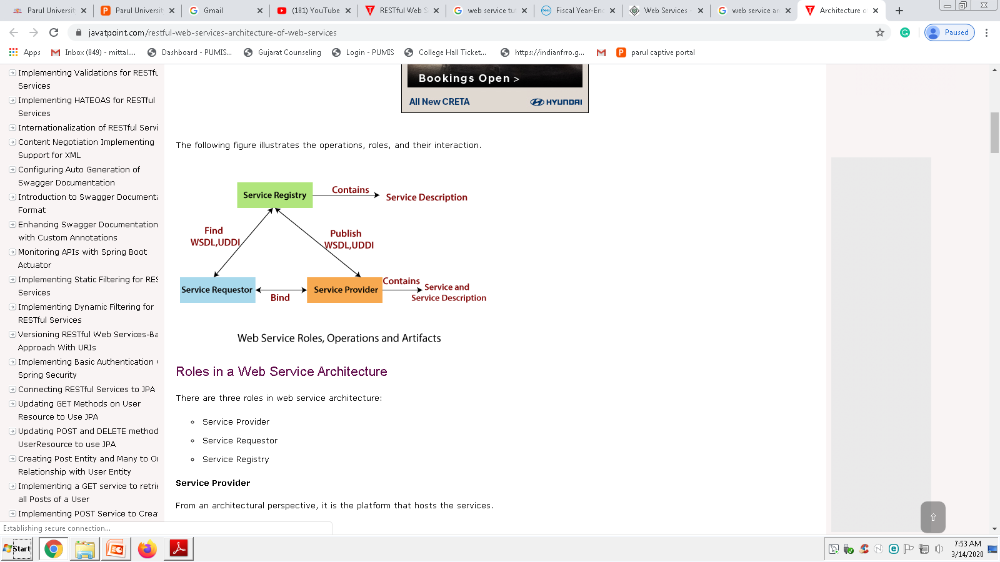 Parul Universit
Parul Universit
Gmail
(181) YouTube
RESTful Web S
web service tu
Fiscal Year-En
Web Services -
web service ar
Architecture o
javatpoint.com/restful-web-services-architecture-of-web-services
Paused
Apps
Inbox (849) - mittal....
Dashboard - PUMIS...
Gujarat Counseling
Login - PUMIS
College Hall Ticket...
https://indianfrro.g...
parul captive portal
Implementing Validations for RESTfu
Services
Implementing HATEOAS for RESTful
Services
Internationalization of RESTful Servi
Content Negotiation Implementing
Support for XML
Configuring Auto Generation of
Swagger Documentation
Introduction to Swagger Documenta
Format
Enhancing Swagger Documentation
with Custom Annotations
Monitoring APIs with Spring Boot
Actuator
Implementing Static Filtering for RES
Services
Implementing Dynamic Filtering for
RESTful Services
Versioning RESTful Web Services-Ba
Approach With URIs
Implementing Basic Authentication w
Spring Security
Connecting RESTful Services to JPA
Updating GET Methods on User
Resource to Use JPA
Updating POST and DELETE method
UserResource to use JPA
Creating Post Entity and Many to On
Relationship with User Entity
Implementing a GET service to retrie
all Posts of a User
Implementing POST Service to Creat
Bookings Open >
All New CRETA
HYUNDAI
The following figure illustrates the operations, roles, and their interaction.
Service Registry
Contains
Service Description
Find
WSDL,UDDI
Publish
WSDL,UDDI
Service Requestor
Bind
Service Provider
Contains
Service and
Service Description
Web Service Roles, Operations and Artifacts
Roles in a Web Service Architecture
There are three roles in web service architecture:
Service Provider
Service Requestor
Service Registry
Service Provider
From an architectural perspective, it is the platform that hosts the services.
Establishing secure connection...
Start
7:53 AM
3/14/2020